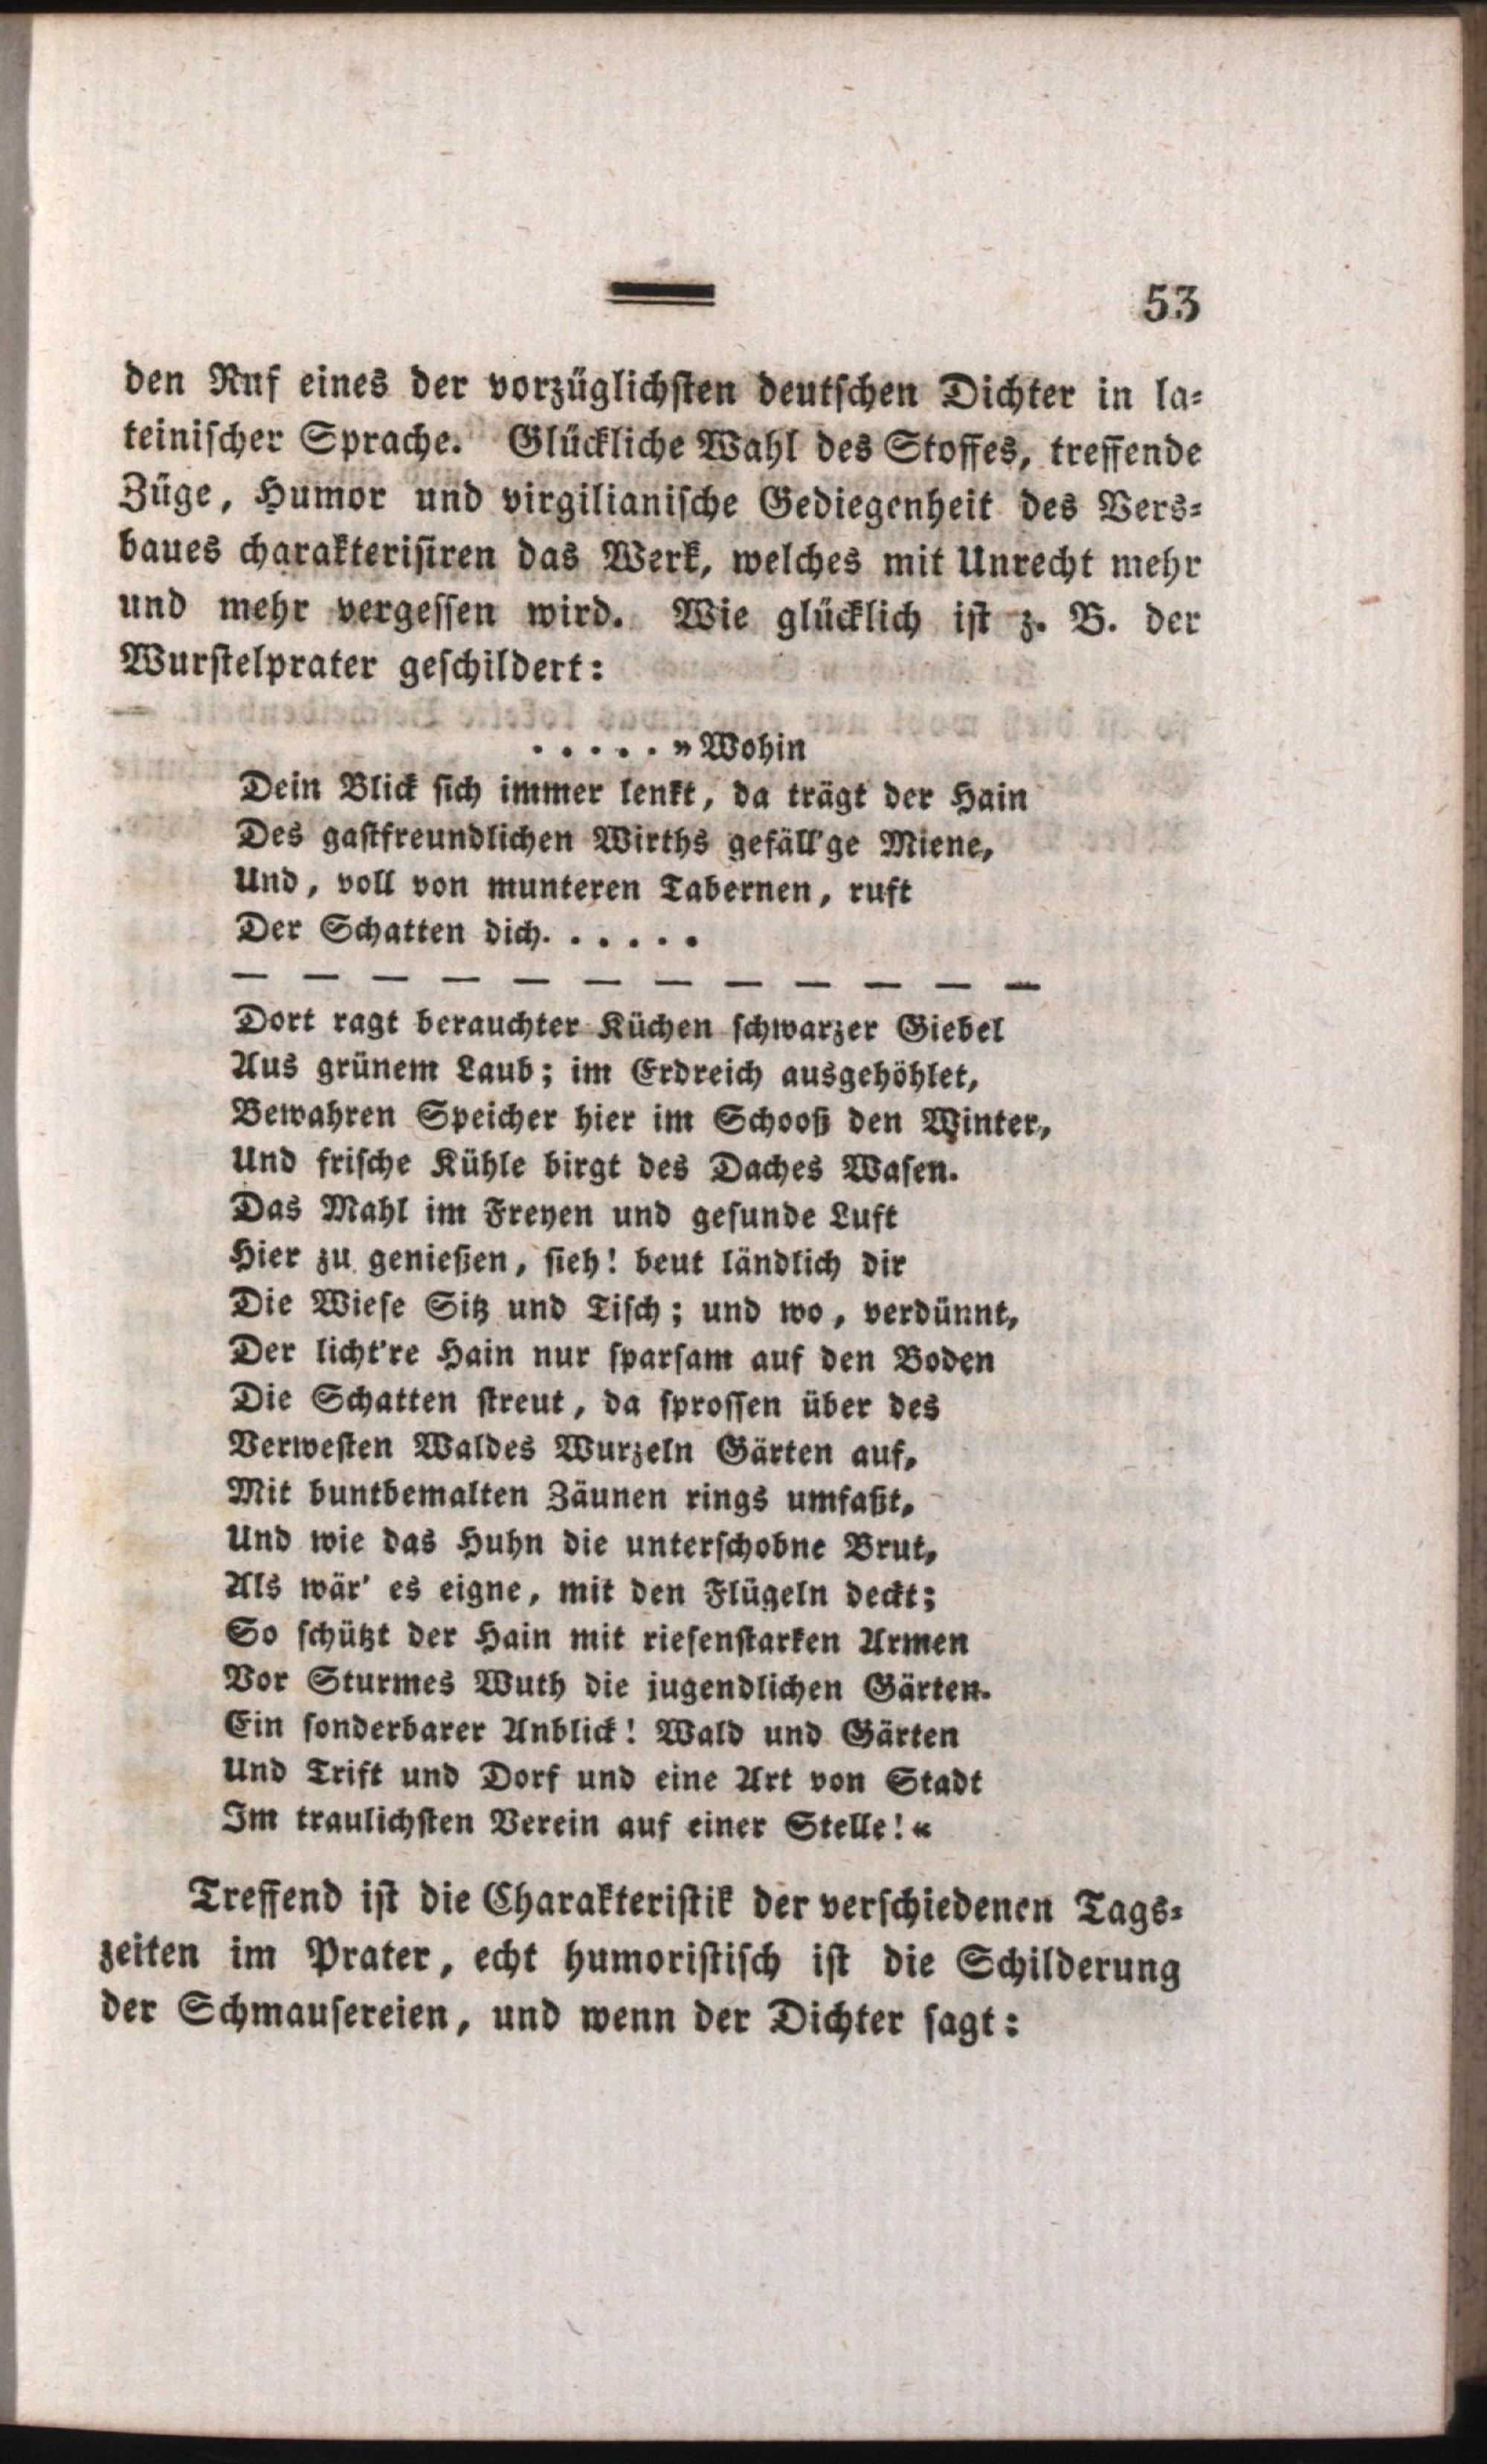 53
den Ruf eines der vorzüglichsten deutschen Dichter in la⸗
teinischer Sprache. Glückliche Wahl des Stoffes, treffende
Züge, Humor und virgilianische Gediegenheit des Vers⸗
baues charakterisiren das Werk, welches mit Unrecht mehr
und mehr vergessen wird. Wie glücklich ist z. B. der
Wurstelprater geschildert:
. . . . . »Wohin
Dein Blick sich immer lenkt, da trägt der Hain
Des gastfreundlichen Wirths gefäll'ge Miene,
Und, voll von munteren Tabernen, ruft
Der Schatten dich. . . . . .
— — — — — — — — — — — —
Dort ragt berauchter Küchen schwarzer Giebel
Aus grünem Laub; im Erdreich ausgehöhlet,
Bewahren Speicher hier im Schooß den Winter,
Und frische Kühle birgt des Daches Wasen.
Das Mahl im Freyen und gesunde Luft
Hier zu genießen, sieh! beut ländlich dir
Die Wiese Sitz und Tisch; und wo, verdünnt,
Der licht're Hain nur sparsam auf den Boden
Die Schatten streut, da sprossen über des
Verwesten Waldes Wurzeln Gärten auf,
Mit buntbemalten Zäunen rings umfaßt,
Und wie das Huhn die unterschobne Brut,
Als wär' es eigne, mit den Flügeln deckt;
So schützt der Hain mit riesenstarken Armen
Vor Sturmes Wuth die jugendlichen Gärten.
Ein sonderbarer Anblick! Wald und Gärten
Und Trift und Dorf und eine Art von Stadt
Im traulichsten Verein auf einer Stelle!«
Treffend ist die Charakteristik der verschiedenen Tags⸗
zeiten im Prater, echt humoristisch ist die Schilderung
der Schmausereien, und wenn der Dichter sagt: